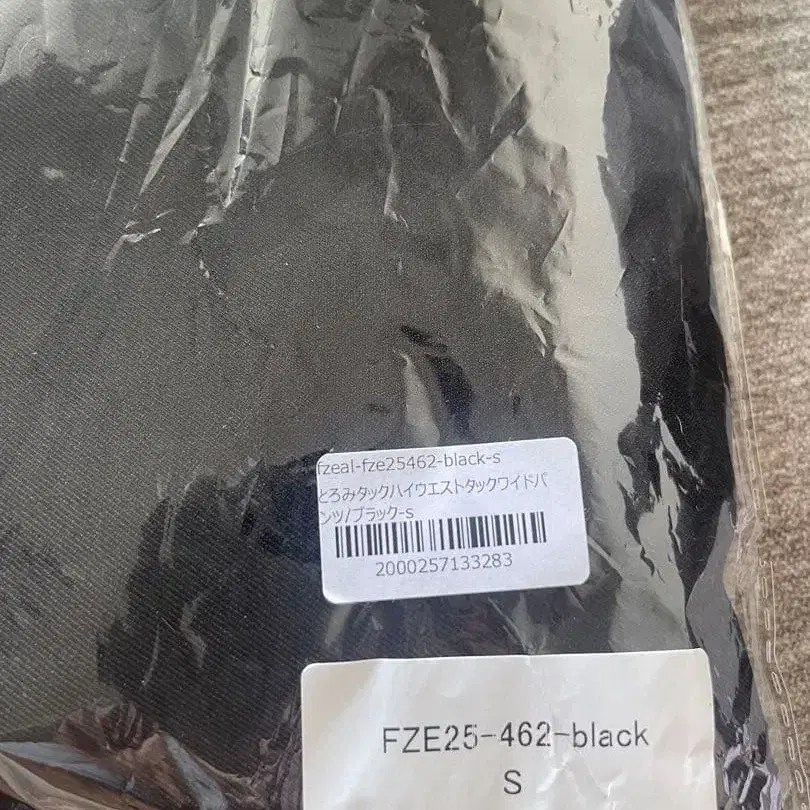 fzeal-fze25462-black-s
とろみタックハイウエストタックワイドパ
ンツ/ブラック-s
2000257133283
FZE25-462-black
S